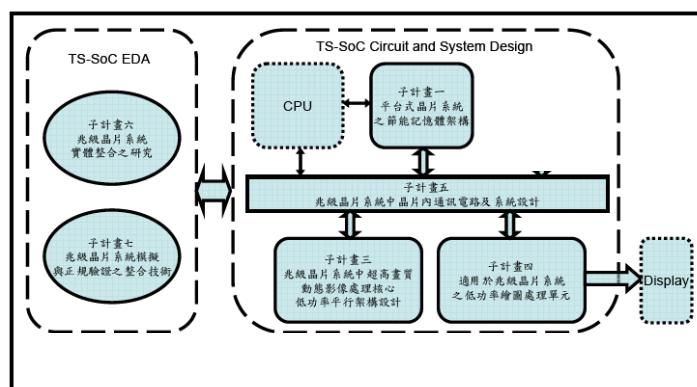 TS-SoC EDA
子計畫六
兆級晶片系統
實體整合之研究
子計畫七
兆級晶片系統模擬
與正規驗證之整合技術
TS-SoC Circuit and System Design
CPU
子計畫一
平台式晶片系統
之節能記憶體架構
子計畫五
兆級晶片系統中晶片內通訊電路及系統設計
子計畫三
兆級晶片系統中超高畫質
動態影像處理核心
低功率平行架構設計
子計畫四
適用於兆級晶片系統
之低功率繪圖處理單元
Display